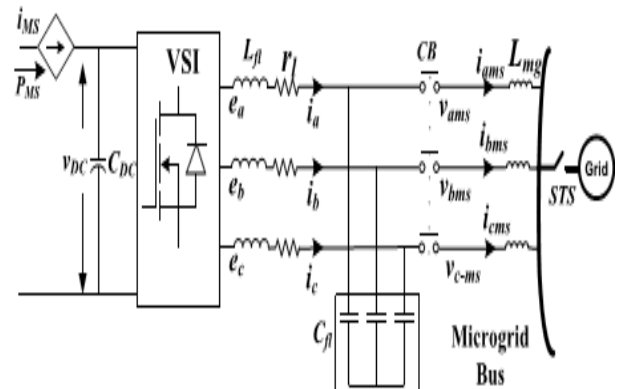 i_MS
P_MS
v_DC
C_DC
VSI
L_fl
r_l
e_a
i_a
e_b
i_b
e_c
i_c
C_fl
CB
v_ams
v_bms
v_c-ms
i_ams
L_mg
i_bms
i_cms
STS
Grid
Microgrid
Bus